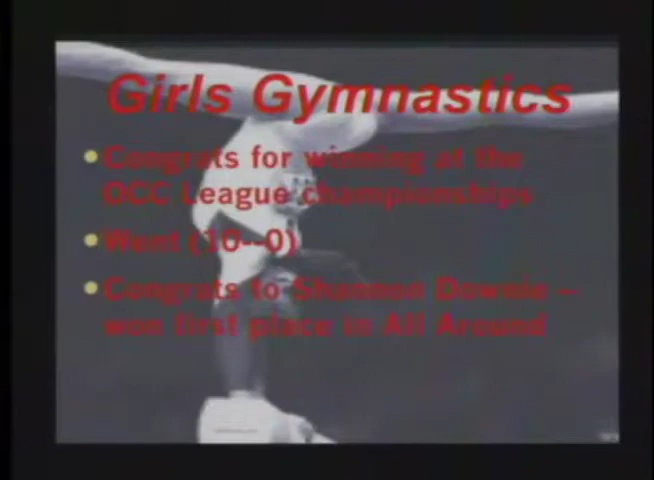 Girls Gymnastics
• Congrats for winning at the
OCC League championships
• Went (10--0)
• Congrats to Shannon Downie –
won first place in All Around